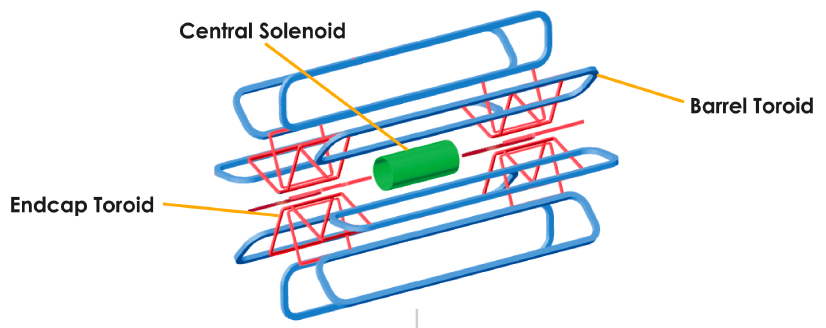 Central Solenoid
Barrel Toroid
Endcap Toroid